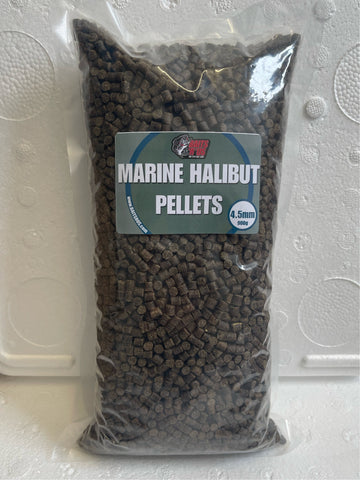 MARINE HALIBUT
PELLETS
4.5mm
900g